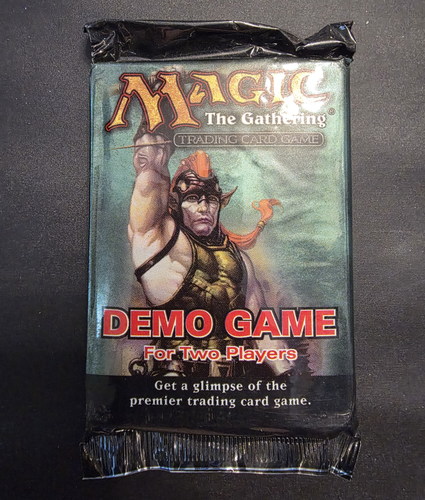 MAGIC
The Gathering®
TRADING CARD GAME
DEMO GAME
For Two Players
Get a glimpse of the
premier trading card game.